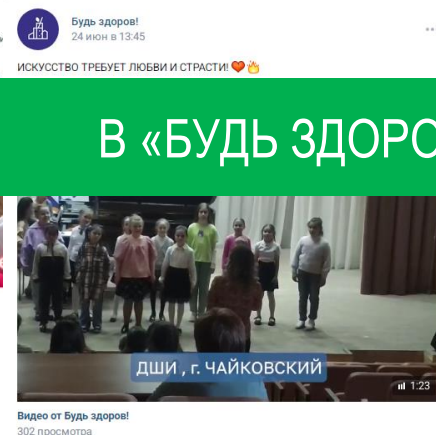 Будь здоров!
24 июн в 13:45
ИСКУССТВО ТРЕБУЕТ ЛЮБВИ И СТРАСТИ! ❤️🔥
В «БУДЬ ЗДОРО
ДШИ , г. ЧАЙКОВСКИЙ
1:23
Видео от Будь здоров!
302 просмотра